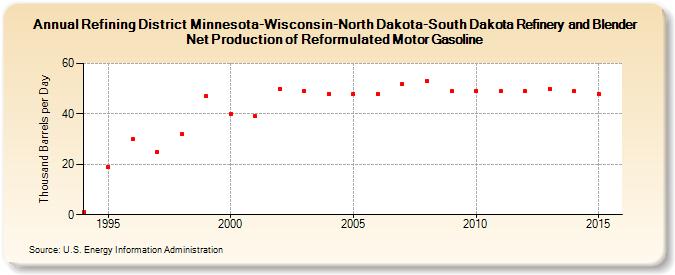 Annual Refining District Minnesota-Wisconsin-North Dakota-South Dakota Refinery and Blender
Net Production of Reformulated Motor Gasoline
Thousand Barrels per Day
60
40
20
0
1995
2000
2005
2010
2015
Source: U.S. Energy Information Administration